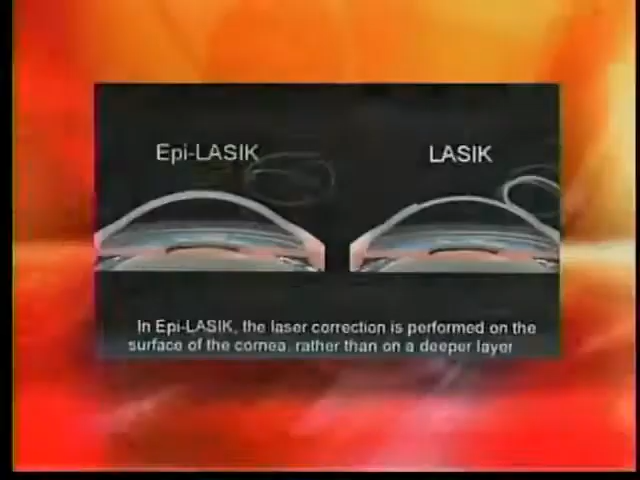 Epi-LASIK
LASIK
In Epi-LASIK, the laser correction is performed on the
surface of the cornea, rather than on a deeper layer